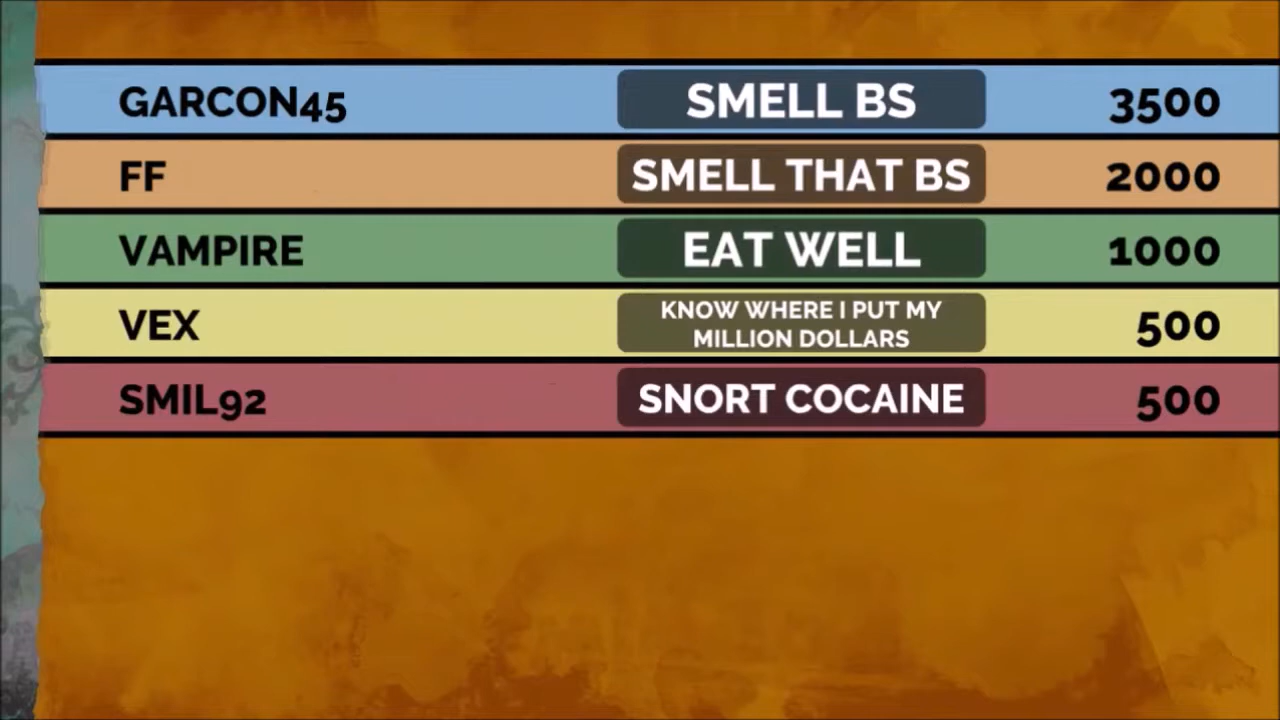 GARCON45 SMELL BS 3500
FF SMELL THAT BS 2000
VAMPIRE EAT WELL 1000
VEX KNOW WHERE I PUT MY MILLION DOLLARS 500
SMIL92 SNORT COCAINE 500